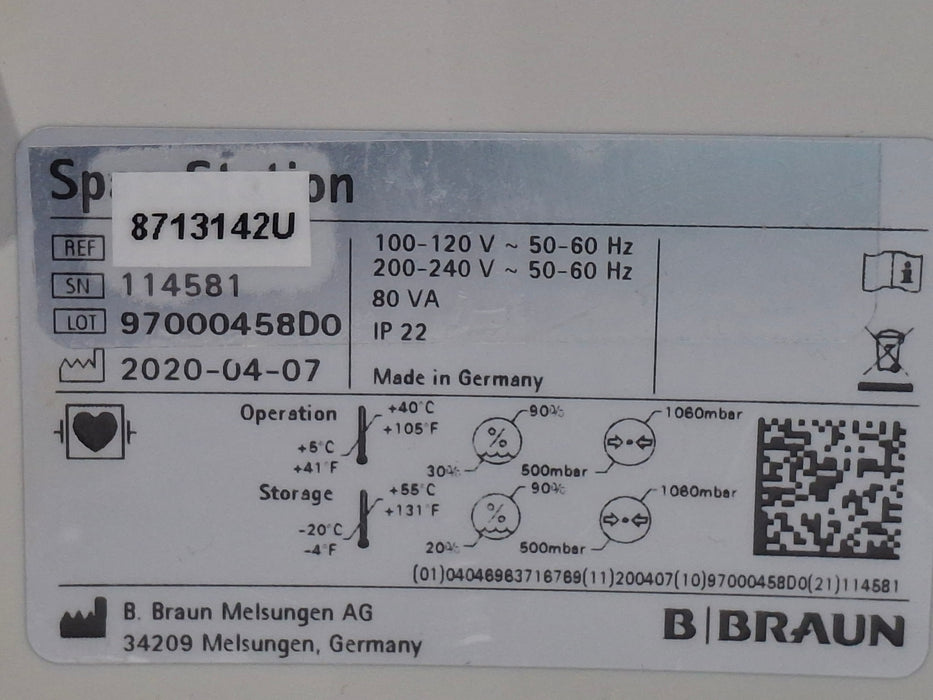 8713142U
REF
SN 114581
LOT 97000458D0
2020-04-07
100-120 V ~ 50-60 Hz
200-240 V ~ 50-60 Hz
80 VA
IP 22
Made in Germany
Operation
+40°C
+105°F
+5°C
+41°F
90%
30%
1060mbar
500mbar
Storage
+55°C
+131°F
-20°C
-4°F
90%
20%
1060mbar
500mbar
(01)04046963716769(11)200407(10)97000458D0(21)114581
B. Braun Melsungen AG
34209 Melsungen, Germany
B|BRAUN